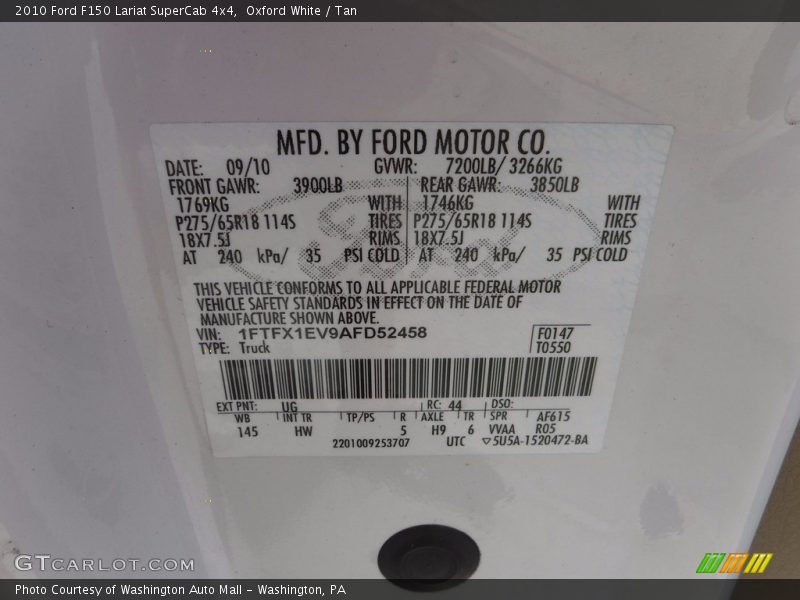 2010 Ford F150 Lariat SuperCab 4x4, Oxford White / Tan
MFD. BY FORD MOTOR CO.
DATE: 09/10 GVWR: 7200LB/ 3266KG
FRONT GAWR: 3900LB REAR GAWR: 3850LB
1769KG WITH 1746KG WITH
P275/65R18 114S TIRES P275/65R18 114S TIRES
18X7.5J RIMS 18X7.5J RIMS
AT 240 kPa/ 35 PSI COLD AT 240 kPa/ 35 PSI COLD
THIS VEHICLE CONFORMS TO ALL APPLICABLE FEDERAL MOTOR
VEHICLE SAFETY STANDARDS IN EFFECT ON THE DATE OF
MANUFACTURE SHOWN ABOVE.
VIN: 1FTFX1EV9AFD52458 F0147
TYPE: Truck T0550
EXT PNT: UG RC: 44 DSO:
WB INT TR TP/PS R AXLE TR SPR AF615
145 HW 5 H9 6 VVAA R05
2201009253707 UTC ▽5U5A-1520472-BA
Ford
GTCARLOT.COM
Photo Courtesy of Washington Auto Mall - Washington, PA